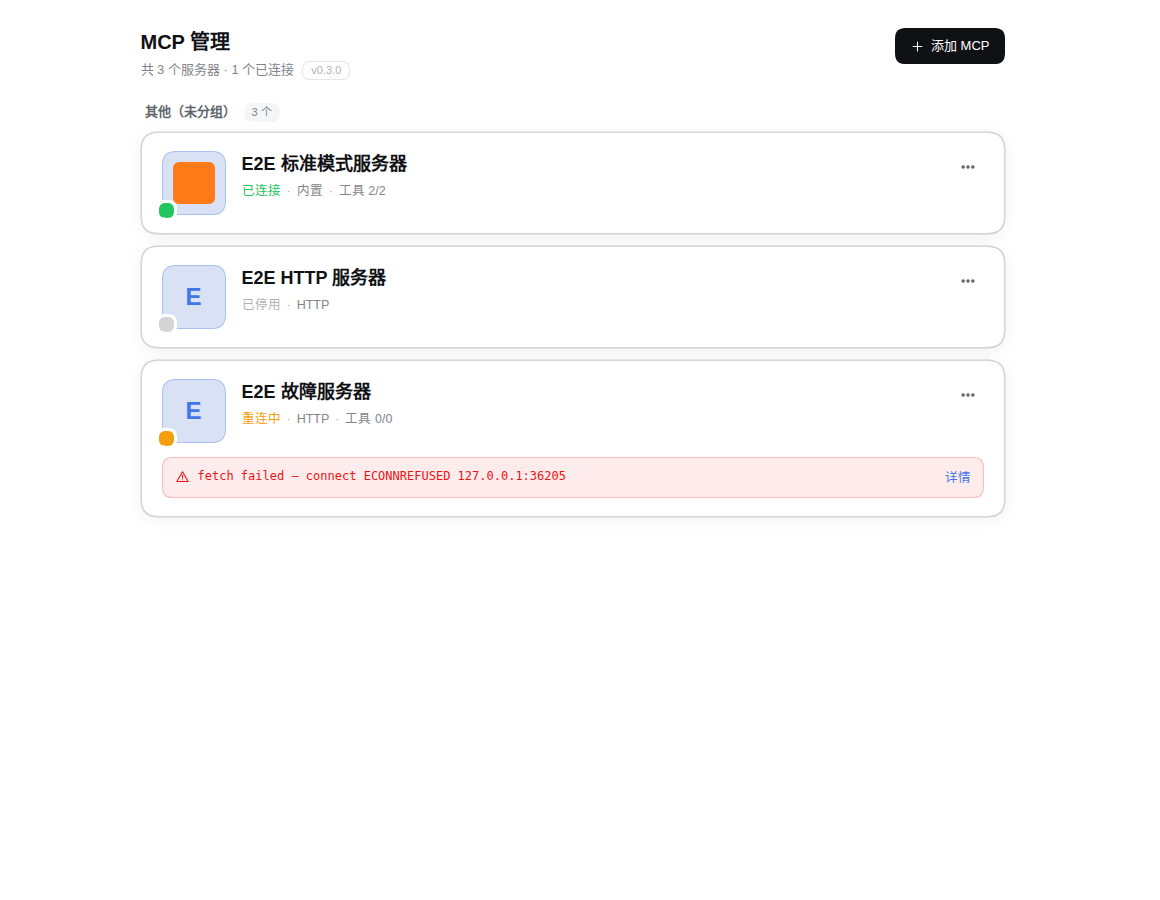 MCP 管理
添加 MCP
共 3 个服务器 · 1 个已连接 v0.3.0
其他（未分组） 3 个
E2E 标准模式服务器
已连接 · 内置 · 工具 2/2
E
E2E HTTP 服务器
已停用 · HTTP
E
E2E 故障服务器
重连中 · HTTP · 工具 0/0
fetch failed — connect ECONNREFUSED 127.0.0.1:36205 详情